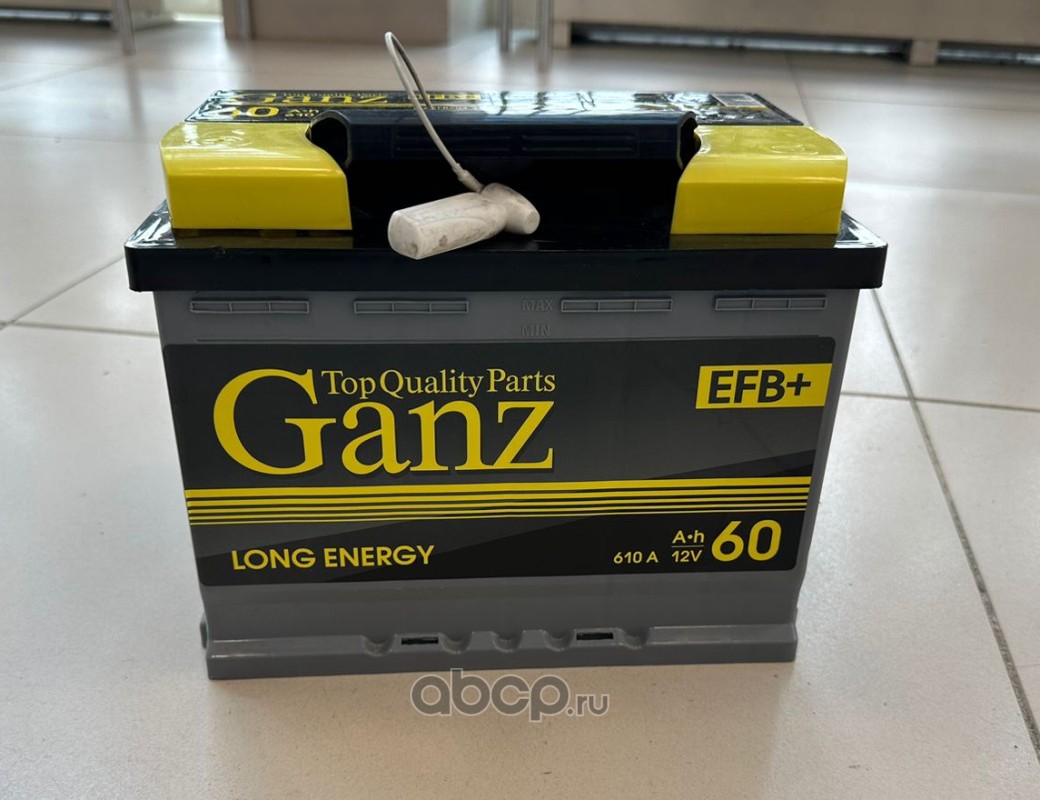 MAX
MIN
Top Quality Parts
Ganz
EFB+
LONG ENERGY
610 A
A•h
12V
60
abcp.ru